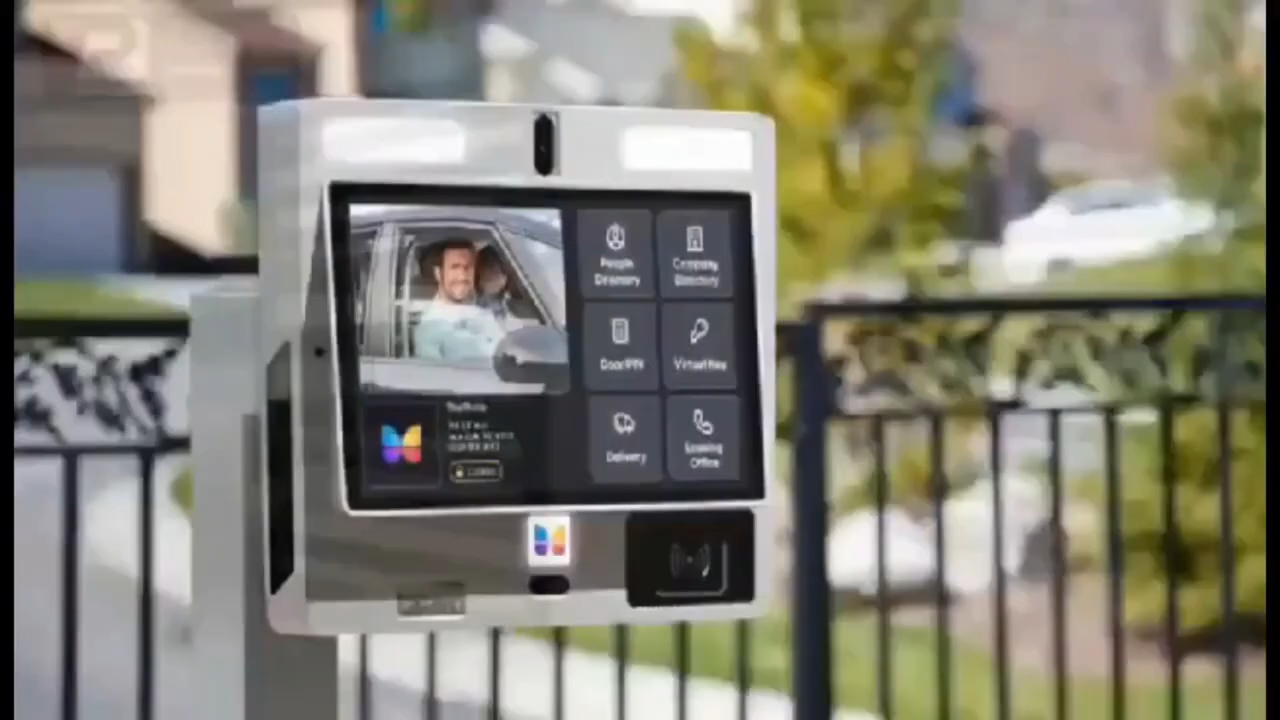 People
Directory
Company
Directory
Door PIN
Virtual Key
Delivery
Leasing
Office